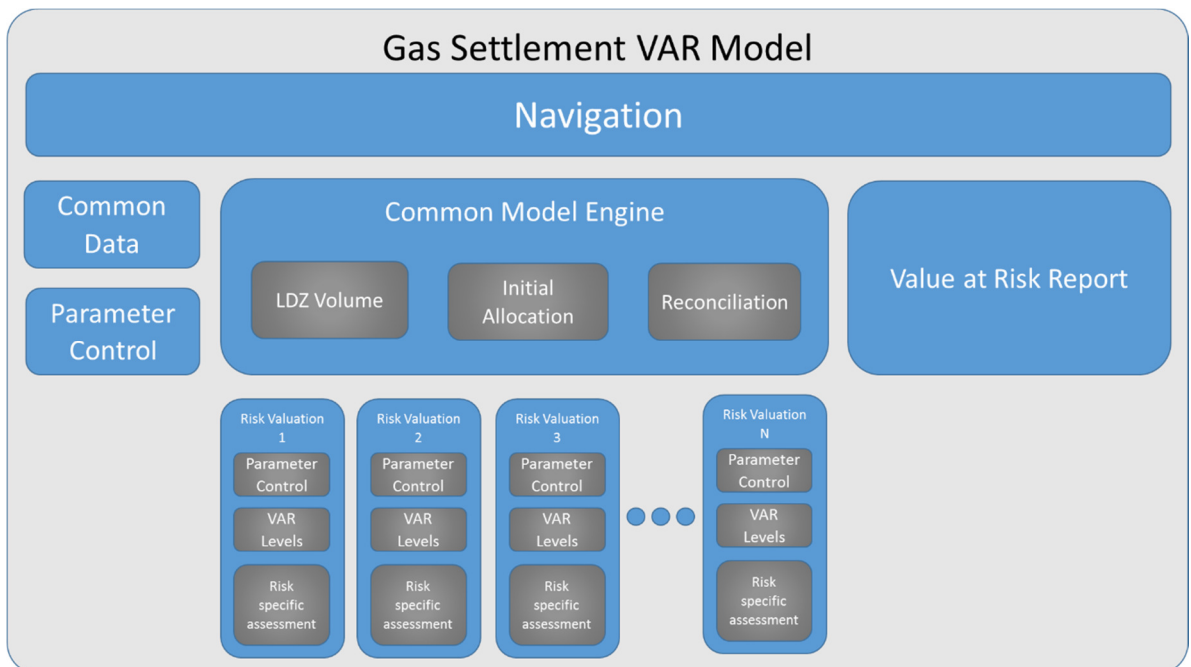 Gas Settlement VAR Model
Navigation
Common
Data
Parameter
Control
Common Model Engine
LDZ Volume
Initial
Allocation
Reconciliation
Value at Risk Report
Risk Valuation
1
Parameter
Control
VAR
Levels
Risk
specific
assessment
Risk Valuation
2
Parameter
Control
VAR
Levels
Risk
specific
assessment
Risk Valuation
3
Parameter
Control
VAR
Levels
Risk
specific
assessment
Risk Valuation
N
Parameter
Control
VAR
Levels
Risk
specific
assessment